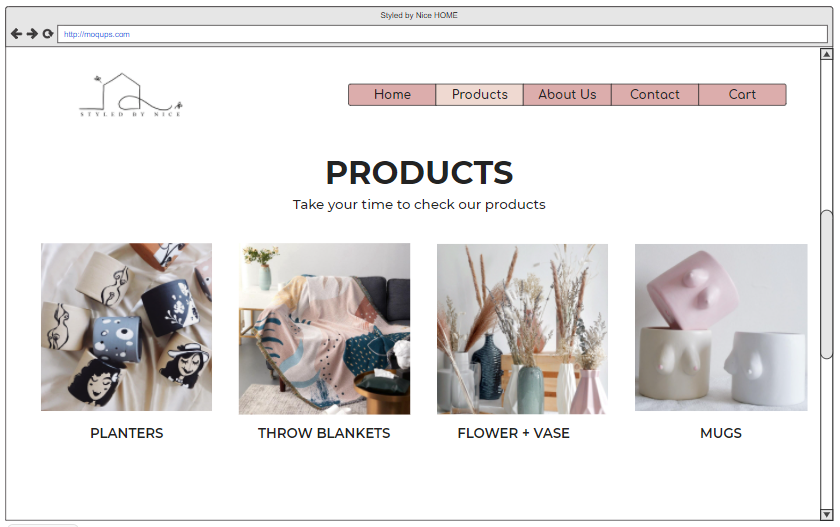 Styled by Nice HOME
http://moqups.com
STYLED BY NICE
Home Products About Us Contact Cart
PRODUCTS
Take your time to check our products
PLANTERS THROW BLANKETS FLOWER + VASE MUGS